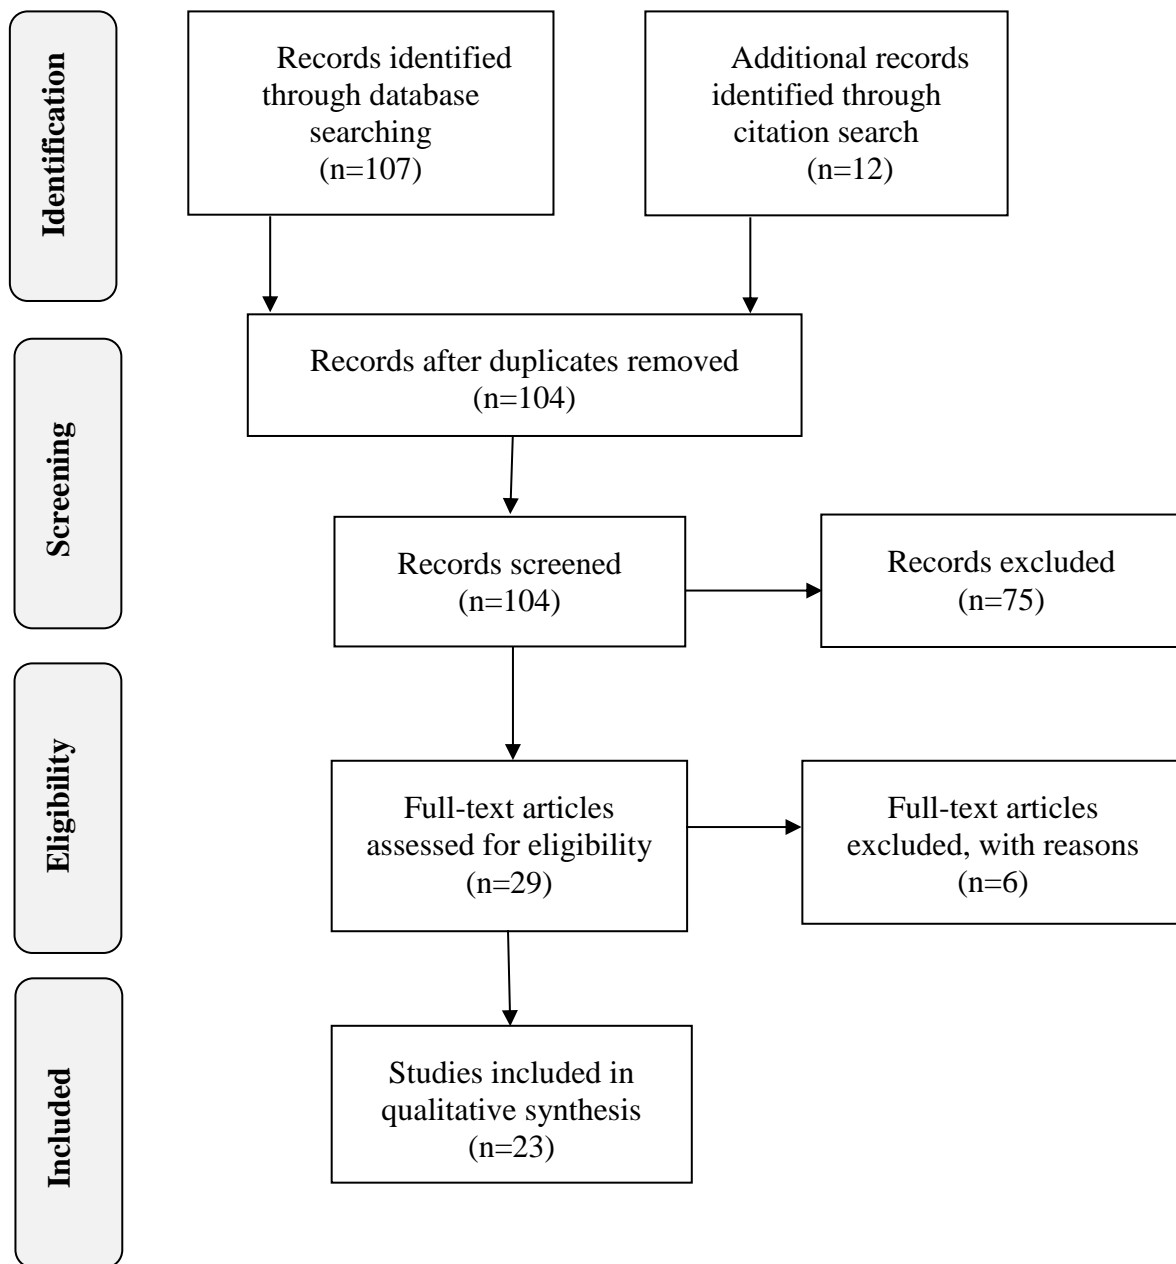 Identification
Records identified
through database
searching
(n=107)
Additional records
identified through
citation search
(n=12)
Screening
Records after duplicates removed
(n=104)
Records screened
(n=104)
Records excluded
(n=75)
Eligibility
Full-text articles
assessed for eligibility
(n=29)
Full-text articles
excluded, with reasons
(n=6)
Included
Studies included in
qualitative synthesis
(n=23)